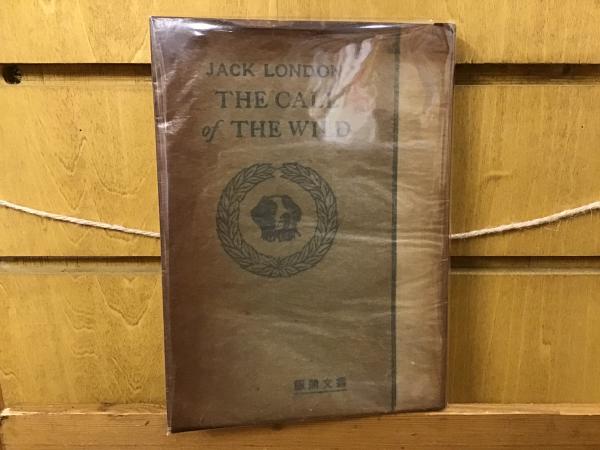 JACK LONDON
THE CALL
of THE WILD